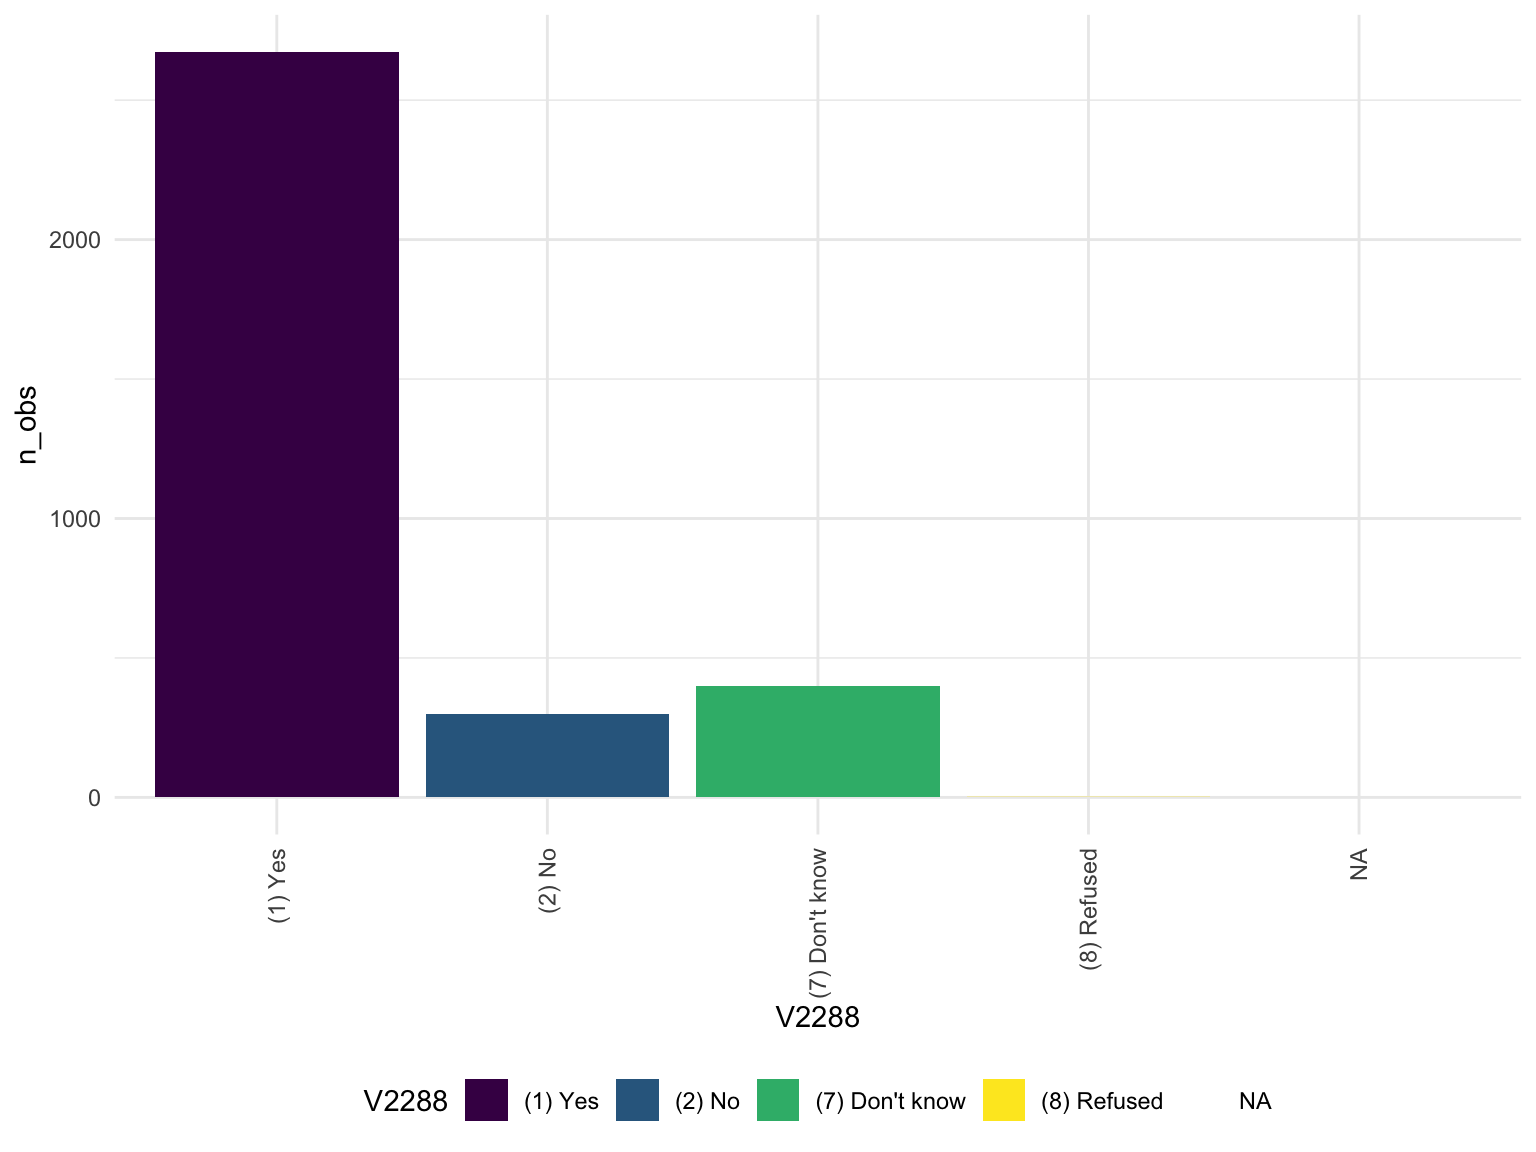 n_obs
2000
1000
0
(1) Yes
(2) No
(7) Don't know
(8) Refused
NA
V2288
V2288 (1) Yes (2) No (7) Don't know (8) Refused NA